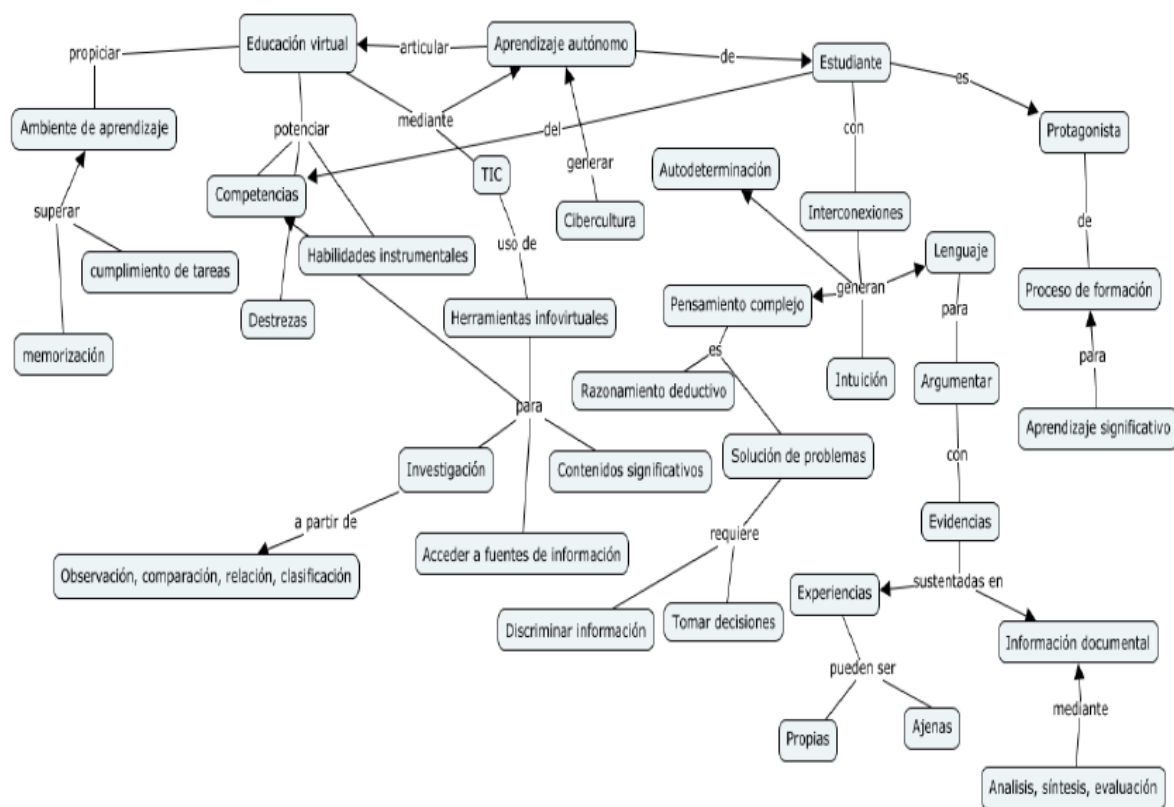 Educación virtual
articular
Aprendizaje autónomo
de
Estudiante
es
propiciar
Ambiente de aprendizaje
potenciar
mediante
del
con
Protagonista
Autodeterminación
generar
TIC
Competencias
Cibercultura
Interconexiones
superar
uso de
de
Habilidades instrumentales
Lenguaje
cumplimiento de tareas
Pensamiento complejo
generan
Proceso de formación
Destrezas
Herramientas infovirtuales
para
memorización
es
para
Razonamiento deductivo
Intuición
Argumentar
para
Aprendizaje significativo
Investigación
Contenidos significativos
Solución de problemas
con
a partir de
Evidencias
requiere
Acceder a fuentes de información
Observación, comparación, relación, clasificación
sustentadas en
Experiencias
Discriminar información
Tomar decisiones
Información documental
pueden ser
mediante
Propias
Ajenas
Analisis, síntesis, evaluación